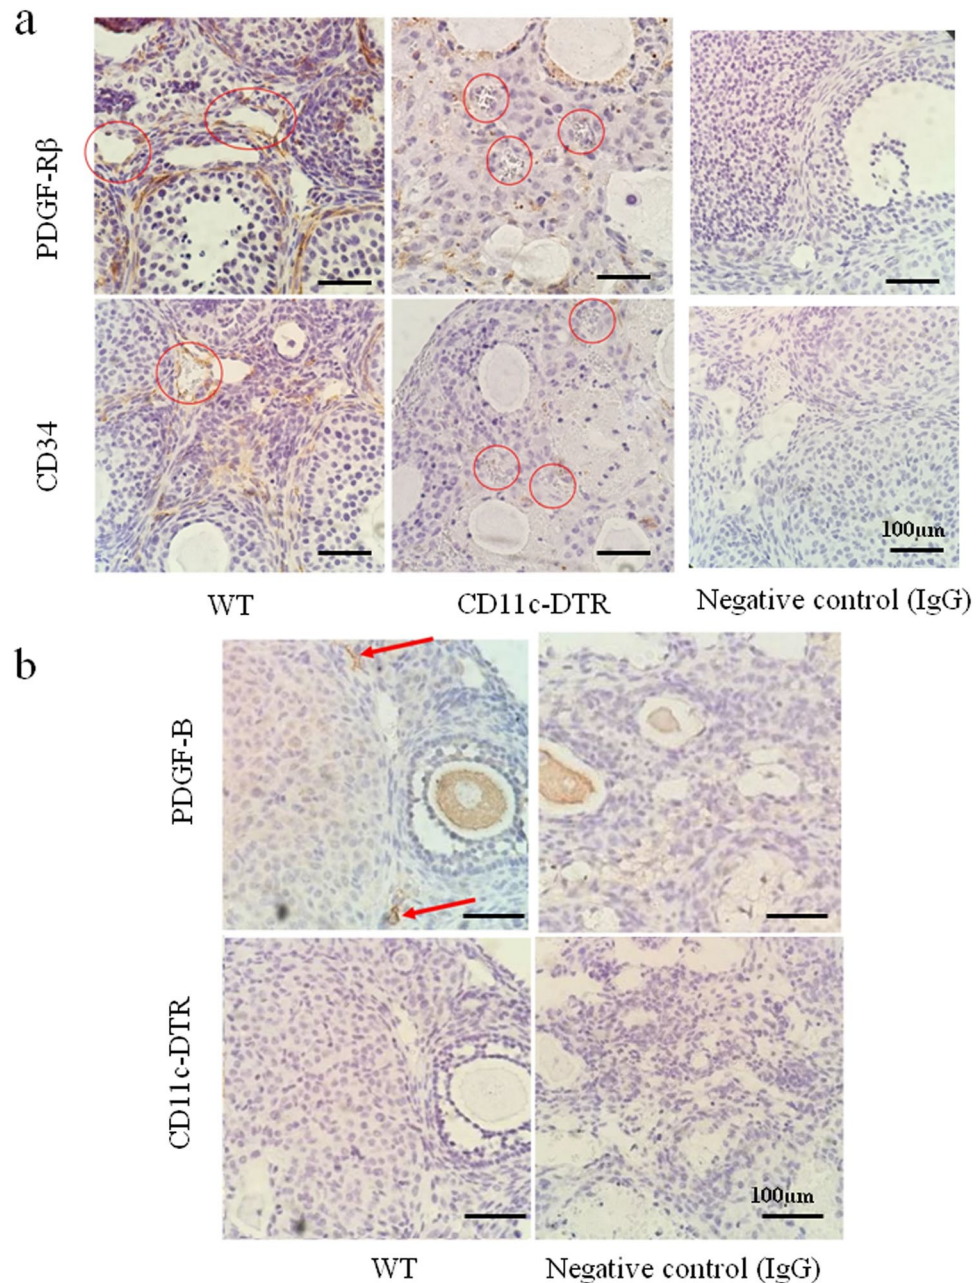 a
PDGF-Rβ
CD34
100μm
WT
CD11c-DTR
Negative control (IgG)
b
PDGF-B
CD11c-DTR
100μm
WT
Negative control (IgG)